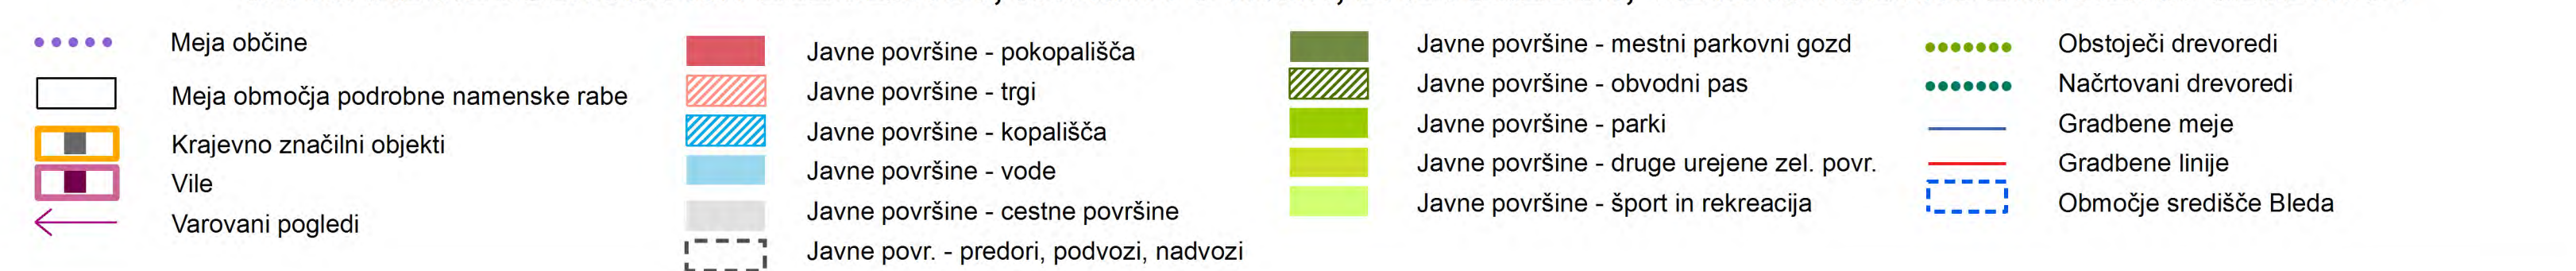 Meja občine
Meja območja podrobne namenske rabe
Krajevno značilni objekti
Vile
Varovani pogledi
Javne površine - pokopališča
Javne površine - trgi
Javne površine - kopališča
Javne površine - vode
Javne površine - cestne površine
Javne povr. - predori, podvozi, nadvozi
Javne površine - mestni parkovni gozd
Javne površine - obvodni pas
Javne površine - parki
Javne površine - druge urejene zel. povr.
Javne površine - šport in rekreacija
Obstoječi drevoredi
Načrtovani drevoredi
Gradbene meje
Gradbene linije
Območje središče Bleda